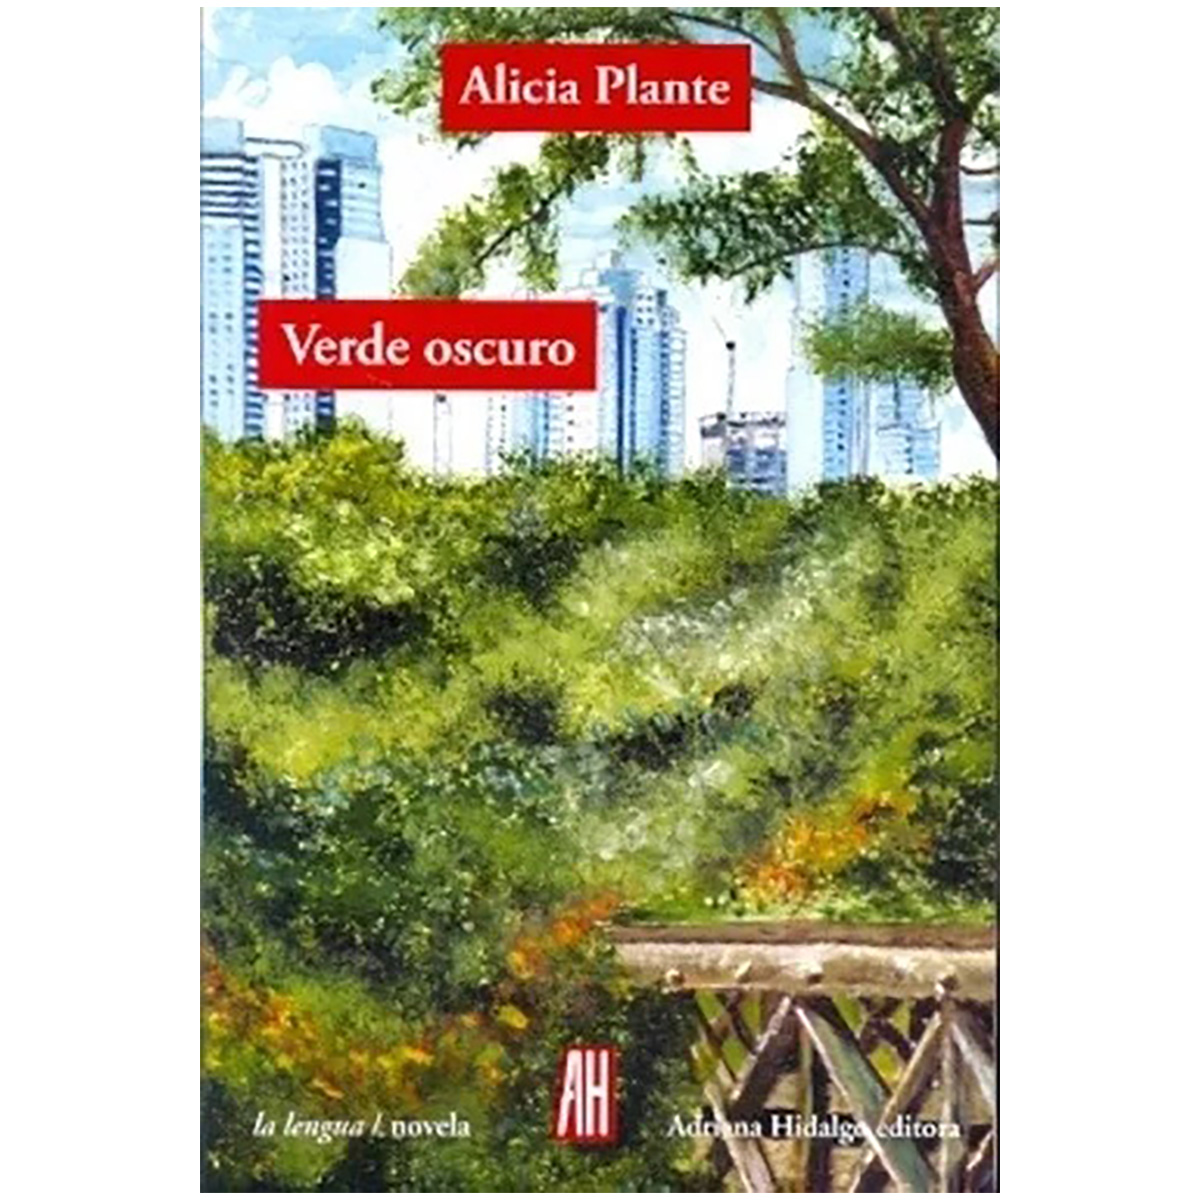 Alicia Plante
Verde oscuro
AH
la lengua / novela
Adriana Hidalgo editora